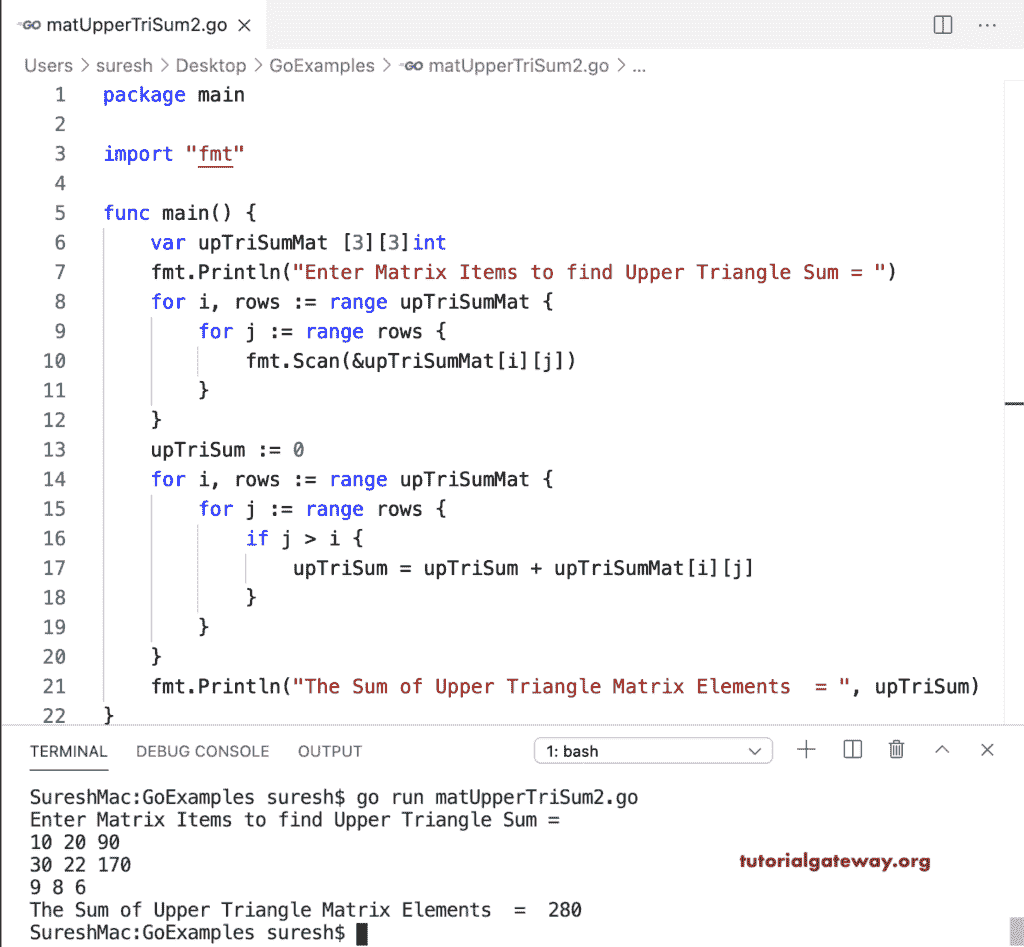 GO matUpperTriSum2.go ×
Users > suresh > Desktop > GoExamples > GO matUpperTriSum2.go > ...
1 package main
2
3 import "fmt"
4
5 func main() {
6     var upTriSumMat [3][3]int
7     fmt.Println("Enter Matrix Items to find Upper Triangle Sum = ")
8     for i, rows := range upTriSumMat {
9         for j := range rows {
10             fmt.Scan(&upTriSumMat[i][j])
11         }
12     }
13     upTriSum := 0
14     for i, rows := range upTriSumMat {
15         for j := range rows {
16             if j > i {
17                 upTriSum = upTriSum + upTriSumMat[i][j]
18             }
19         }
20     }
21     fmt.Println("The Sum of Upper Triangle Matrix Elements  = ", upTriSum)
22 }
TERMINAL DEBUG CONSOLE OUTPUT 1: bash
SureshMac:GoExamples suresh$ go run matUpperTriSum2.go
Enter Matrix Items to find Upper Triangle Sum =
10 20 90
30 22 170
tutorialgateway.org
9 8 6
The Sum of Upper Triangle Matrix Elements  =  280
SureshMac:GoExamples suresh$